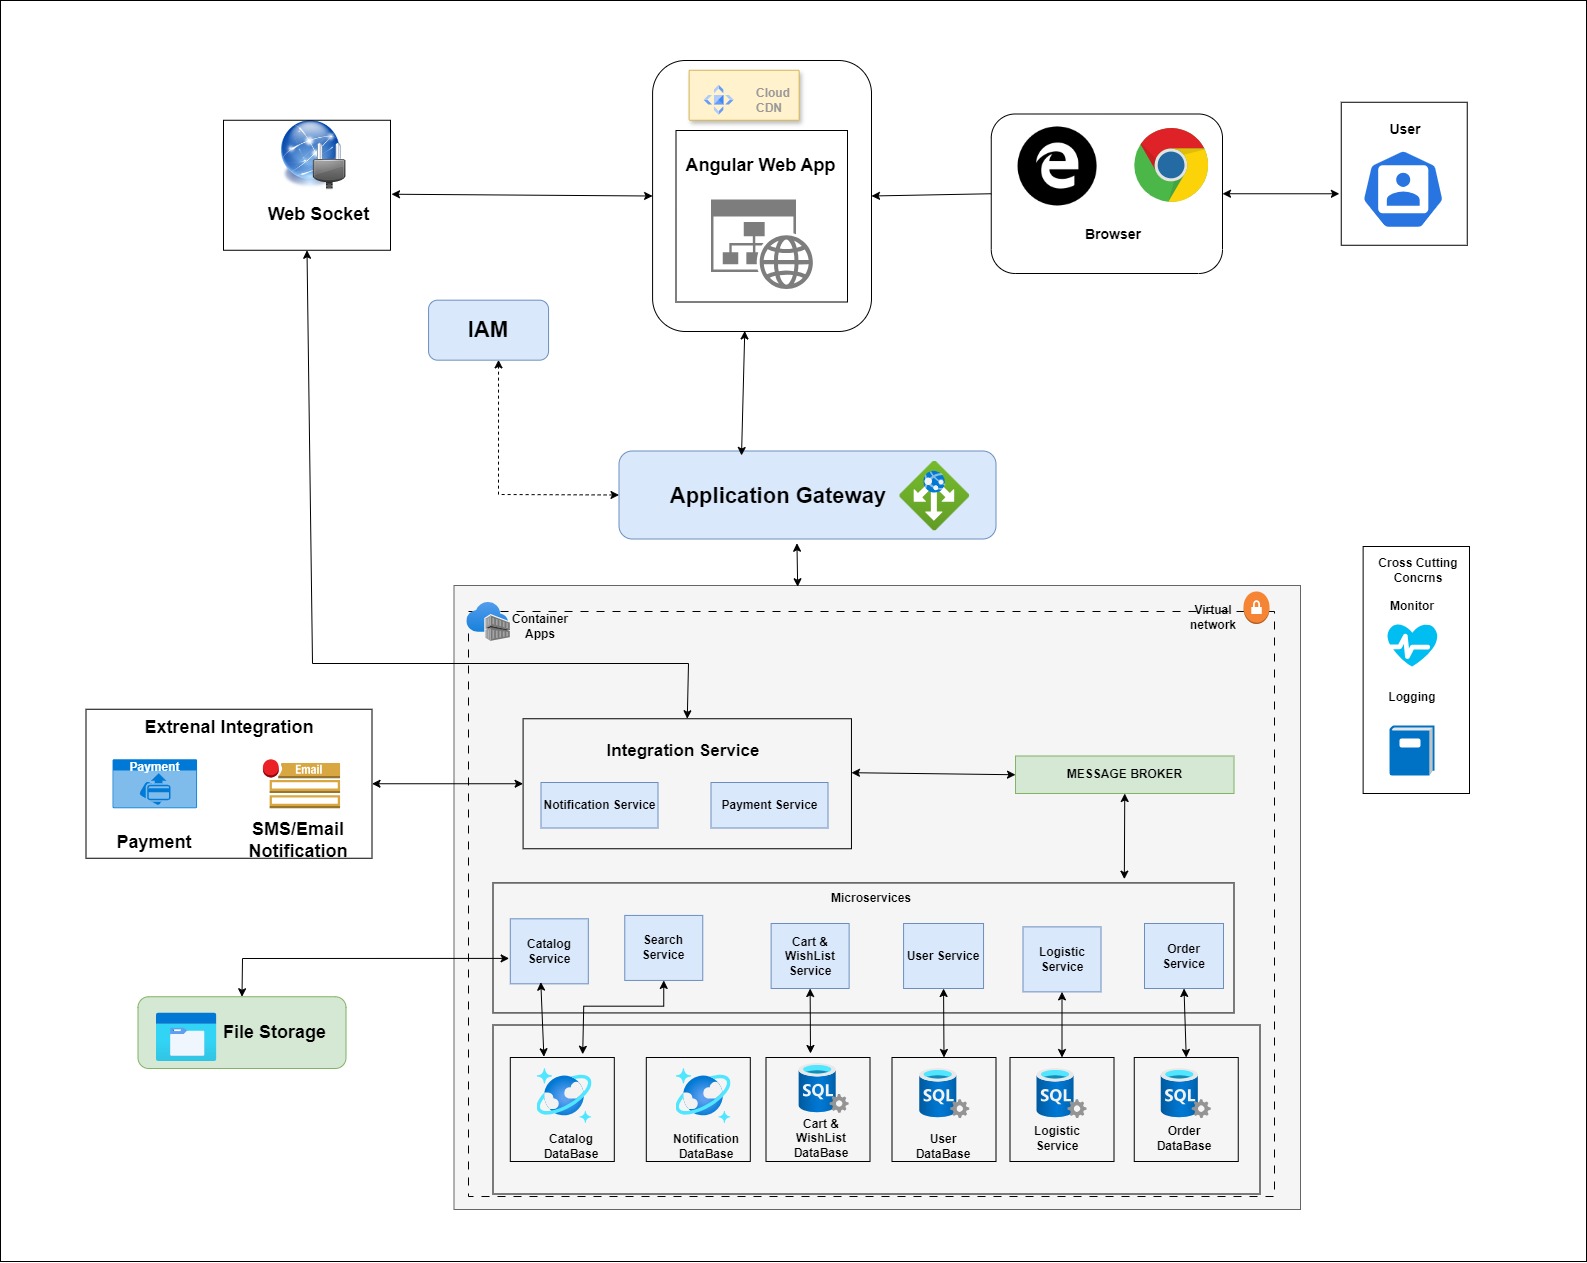 Cloud
CDN
Angular Web App
Web Socket
Browser
User
IAM
Application Gateway
Cross Cutting
Concrns
Monitor
Logging
Container
Apps
Virtual
network
Extrenal Integration
Payment
Email
Payment
SMS/Email
Notification
Integration Service
Notification Service
Payment Service
MESSAGE BROKER
Microservices
Catalog
Service
Search
Service
Cart &
WishList
Service
User Service
Logistic
Service
Order
Service
File Storage
Catalog
DataBase
Notification
DataBase
SQL
Cart &
WishList
DataBase
SQL
User
DataBase
SQL
Logistic
Service
SQL
Order
DataBase